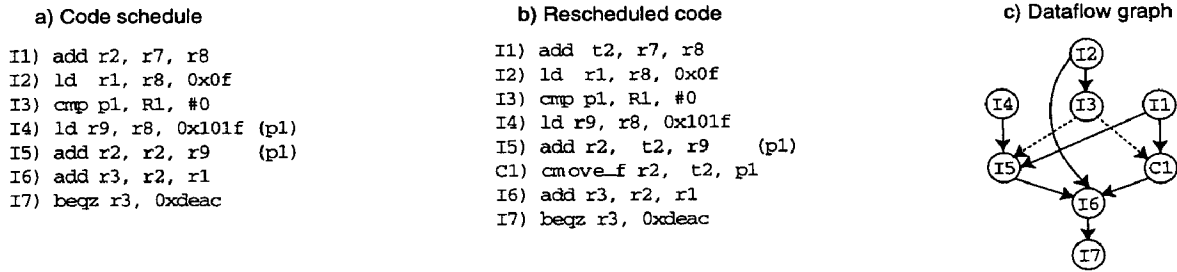 a) Code schedule
I1) add r2, r7, r8
I2) ld r1, r8, 0x0f
I3) cmp p1, R1, #0
I4) ld r9, r8, 0x101f (p1)
I5) add r2, r2, r9 (p1)
I6) add r3, r2, r1
I7) beqz r3, 0xdeac
b) Rescheduled code
I1) add t2, r7, r8
I2) ld r1, r8, 0x0f
I3) cmp p1, R1, #0
I4) ld r9, r8, 0x101f
I5) add r2, t2, r9 (p1)
C1) cmove_f r2, t2, p1
I6) add r3, r2, r1
I7) beqz r3, 0xdeac
c) Dataflow graph
I2
I4 I3 I1
I5 C1
I6
I7